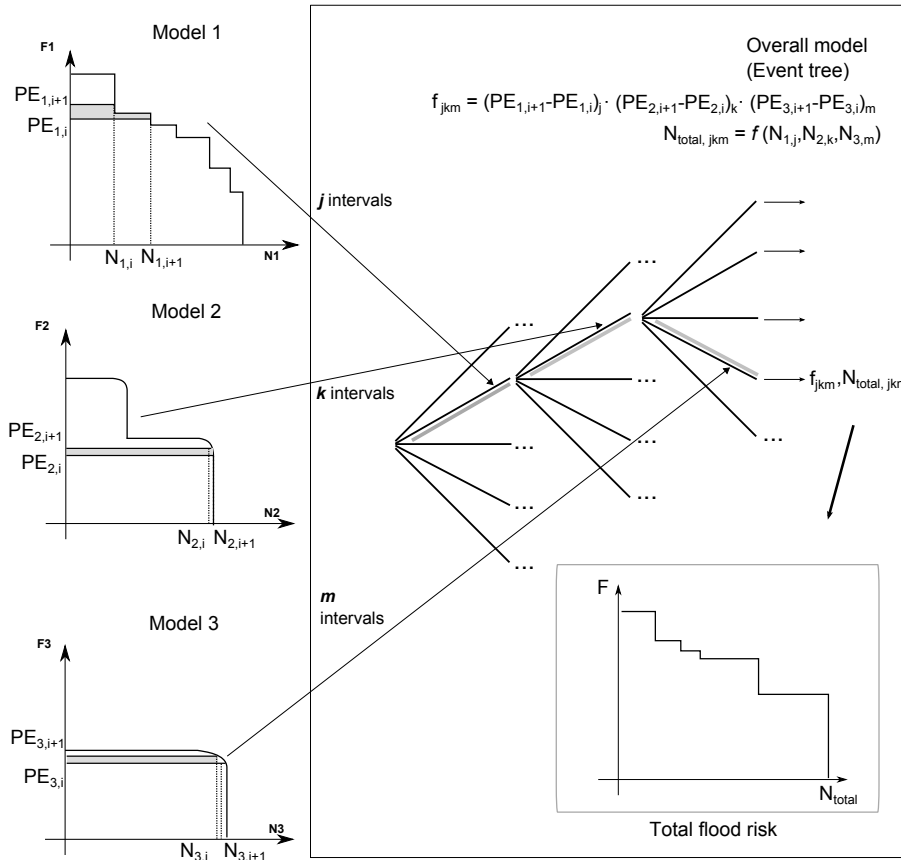 Model 1
F1
PE1,i+1
PE1,i
N1,i
N1,i+1
N1
Model 2
F2
PE2,i+1
PE2,i
N2,i
N2,i+1
N2
Model 3
F3
PE3,i+1
PE3,i
N3,i
N3,i+1
N3
Overall model
(Event tree)
fjkm = (PE1,i+1-PE1,i)j · (PE2,i+1-PE2,i)k · (PE3,i+1-PE3,i)m
Ntotal, jkm = f (N1,j,N2,k,N3,m)
j intervals
k intervals
m
intervals
...
...
...
...
...
...
...
...
...
fjkm,Ntotal, jkm
F
Ntotal
Total flood risk